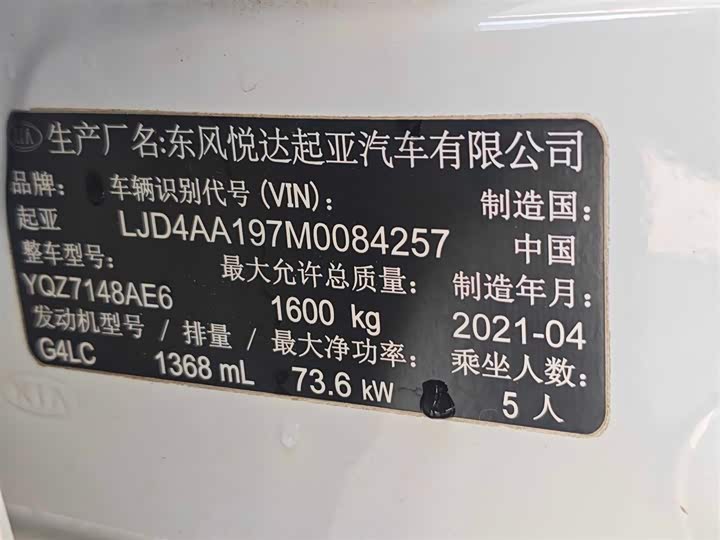 KIA 生产厂名:东风悦达起亚汽车有限公司
品牌: 车辆识别代号(VIN): 制造国:
起亚 LJD4AA197M0084257 中国
整车型号: 最大允许总质量: 制造年月:
YQZ7148AE6 1600 kg 2021-04
发动机型号/排量/最大净功率: 乘坐人数:
G4LC 1368 mL 73.6 kW 5人
KIA